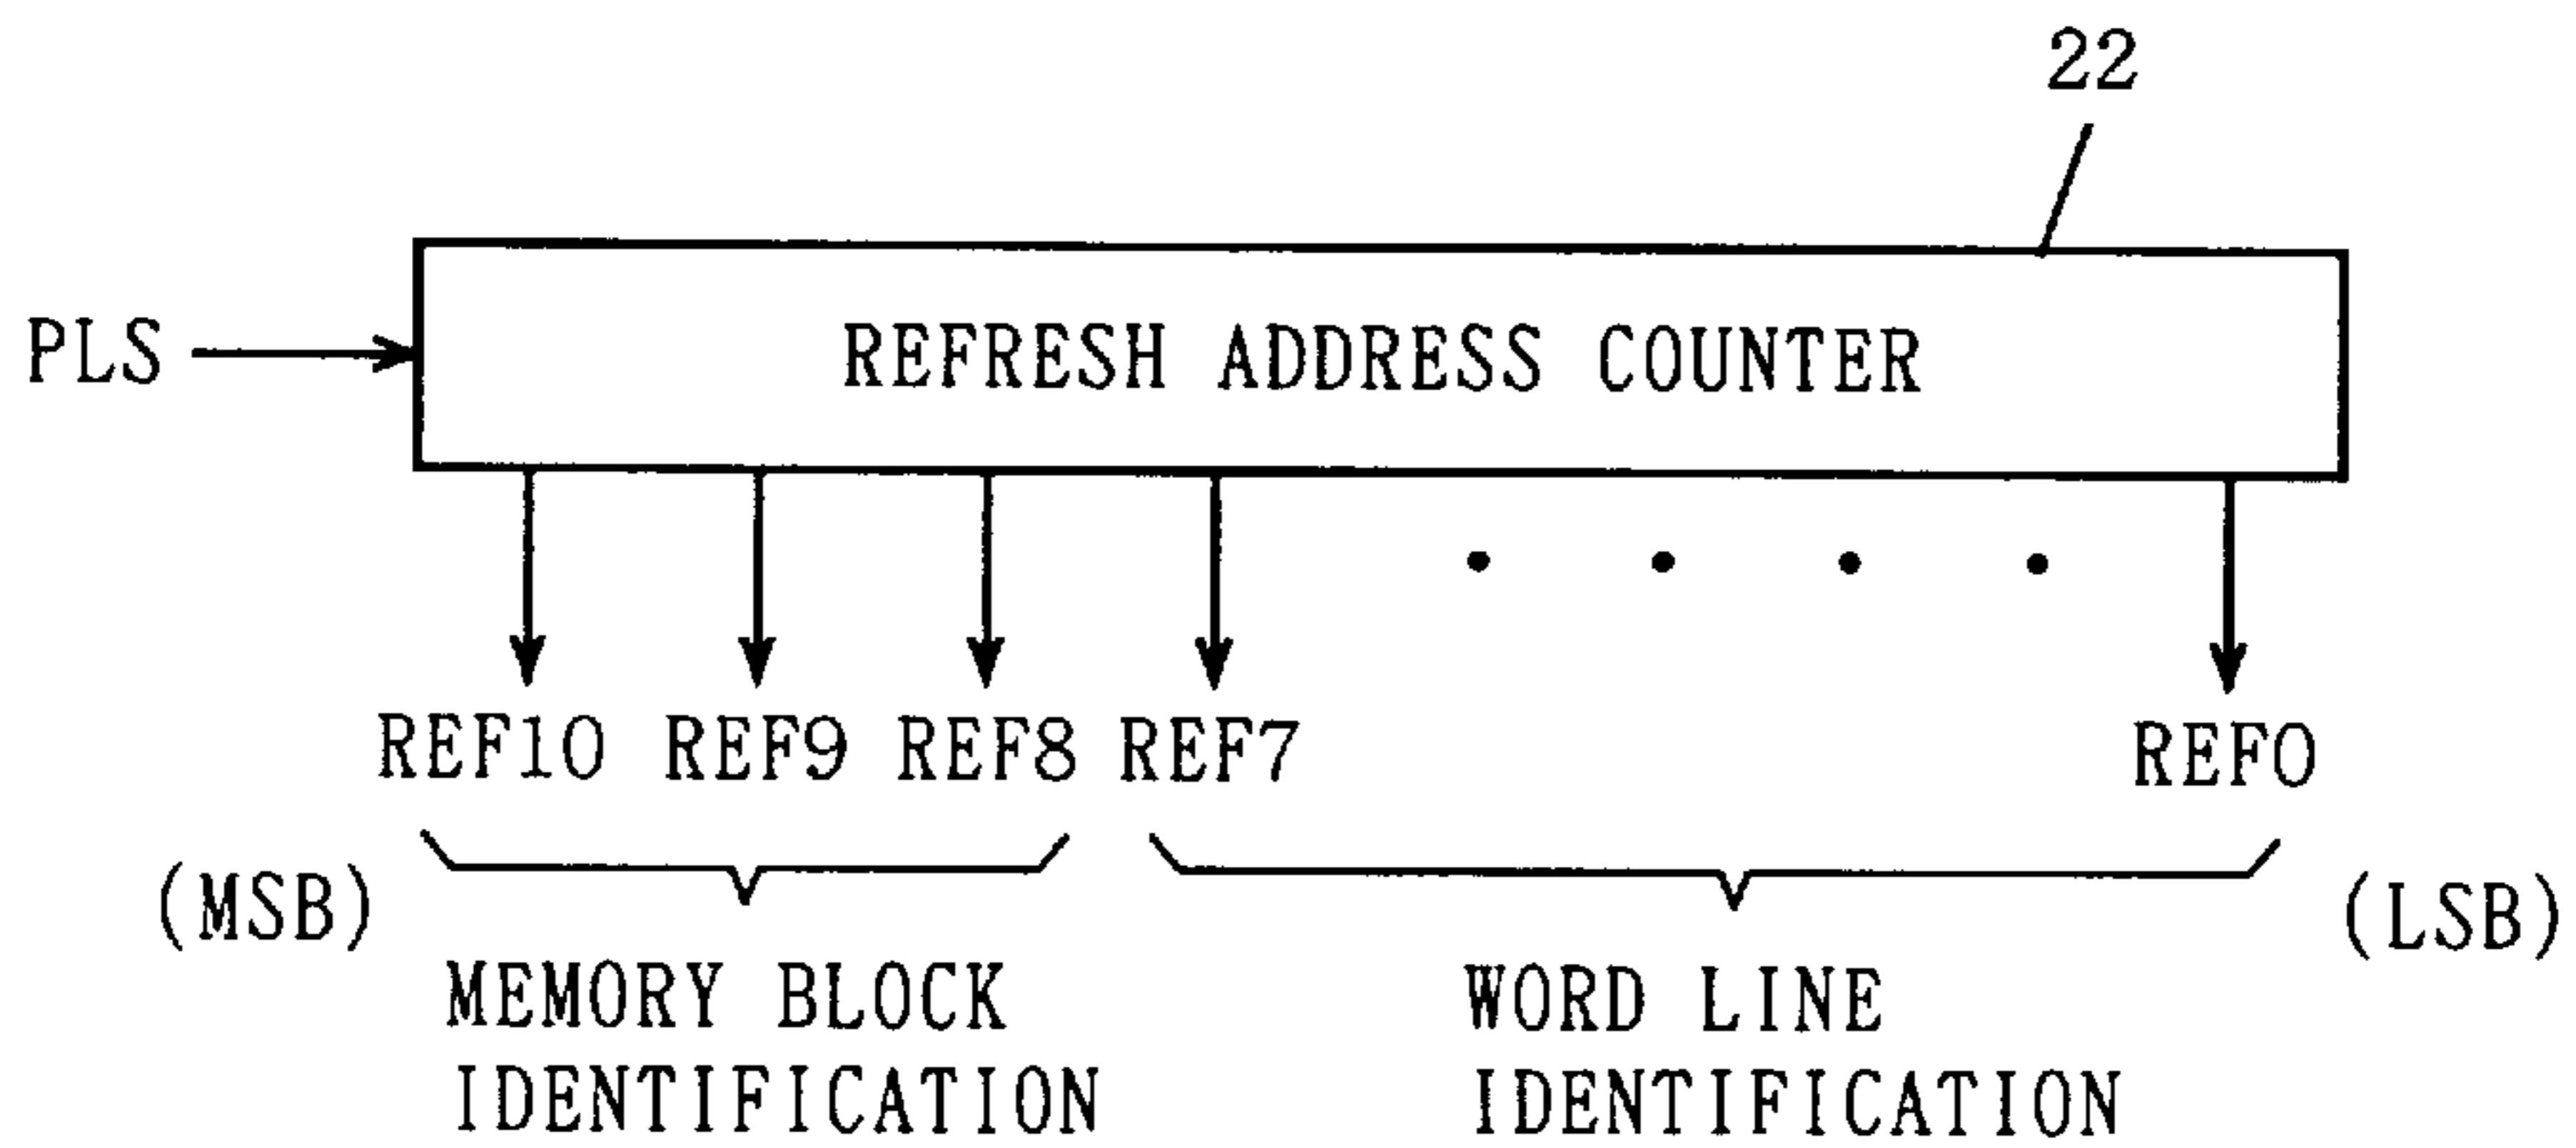 22
PLS
REFRESH ADDRESS COUNTER
REF10 REF9 REF8 REF7 REF0
(MSB) (LSB)
MEMORY BLOCK
IDENTIFICATION
WORD LINE
IDENTIFICATION